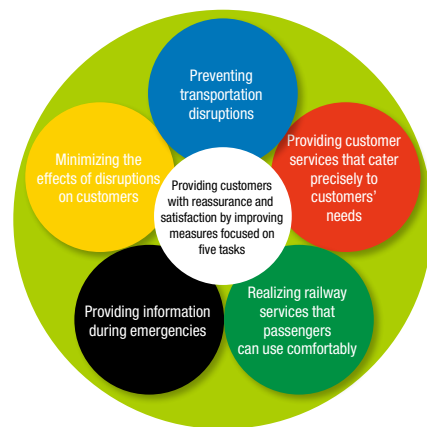 Preventing
transportation
disruptions
Providing customer
services that cater
precisely to
customers'
needs
Minimizing the
effects of disruptions
on customers
Providing customers
with reassurance and
satisfaction by improving
measures focused on
five tasks
Providing information
during emergencies
Realizing railway
services that
passengers
can use comfortably